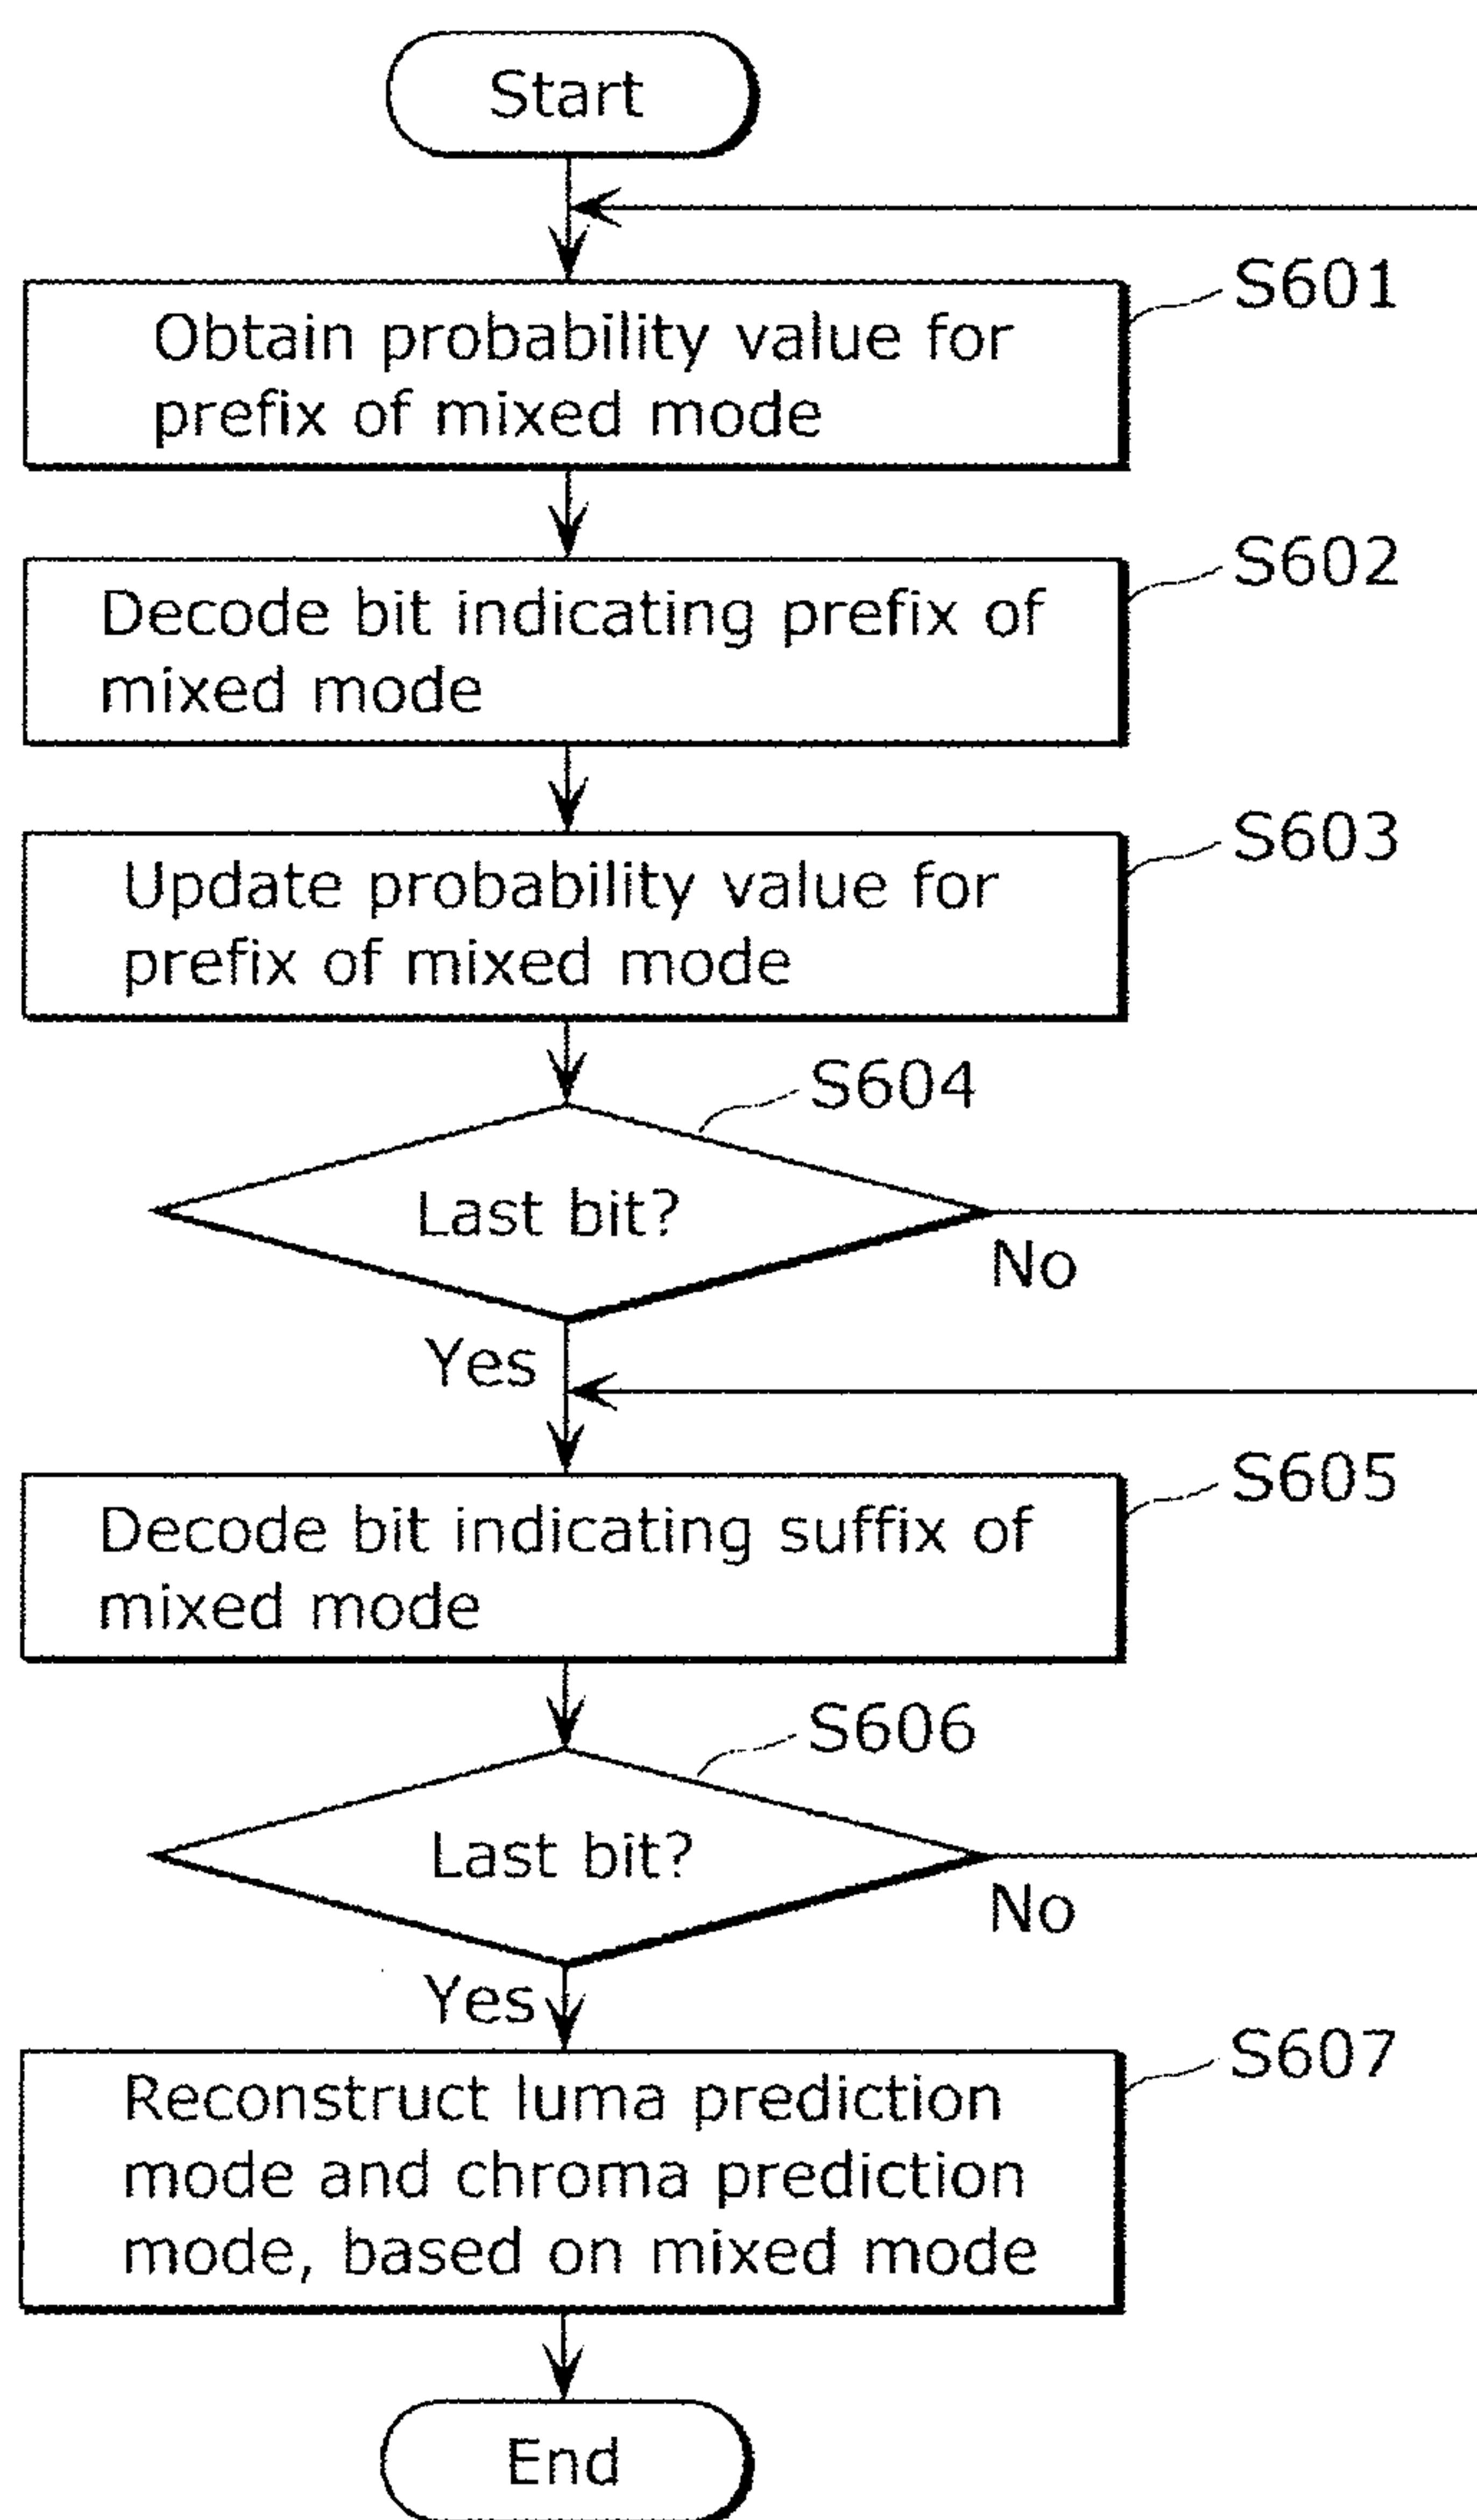 Start
S601
Obtain probability value for
prefix of mixed mode
S602
Decode bit indicating prefix of
mixed mode
S603
Update probability value for
prefix of mixed mode
S604
Last bit?
No
Yes
S605
Decode bit indicating suffix of
mixed mode
S606
Last bit?
No
Yes
S607
Reconstruct luma prediction
mode and chroma prediction
mode, based on mixed mode
End